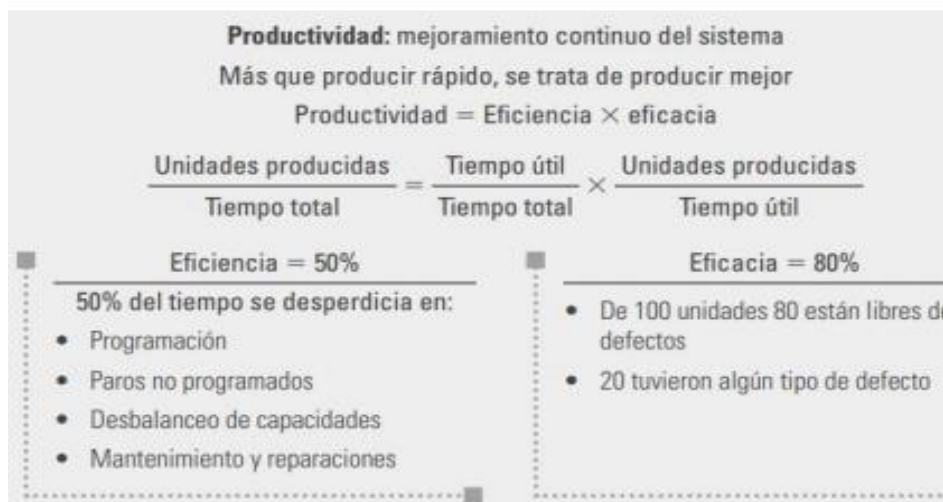 Productividad: mejoramiento continuo del sistema
Más que producir rápido, se trata de producir mejor
Productividad = Eficiencia × eficacia
Unidades producidas / Tiempo total = Tiempo útil / Tiempo total × Unidades producidas / Tiempo útil
Eficiencia = 50%
50% del tiempo se desperdicia en:
• Programación
• Paros no programados
• Desbalanceo de capacidades
• Mantenimiento y reparaciones
Eficacia = 80%
• De 100 unidades 80 están libres d
defectos
• 20 tuvieron algún tipo de defecto